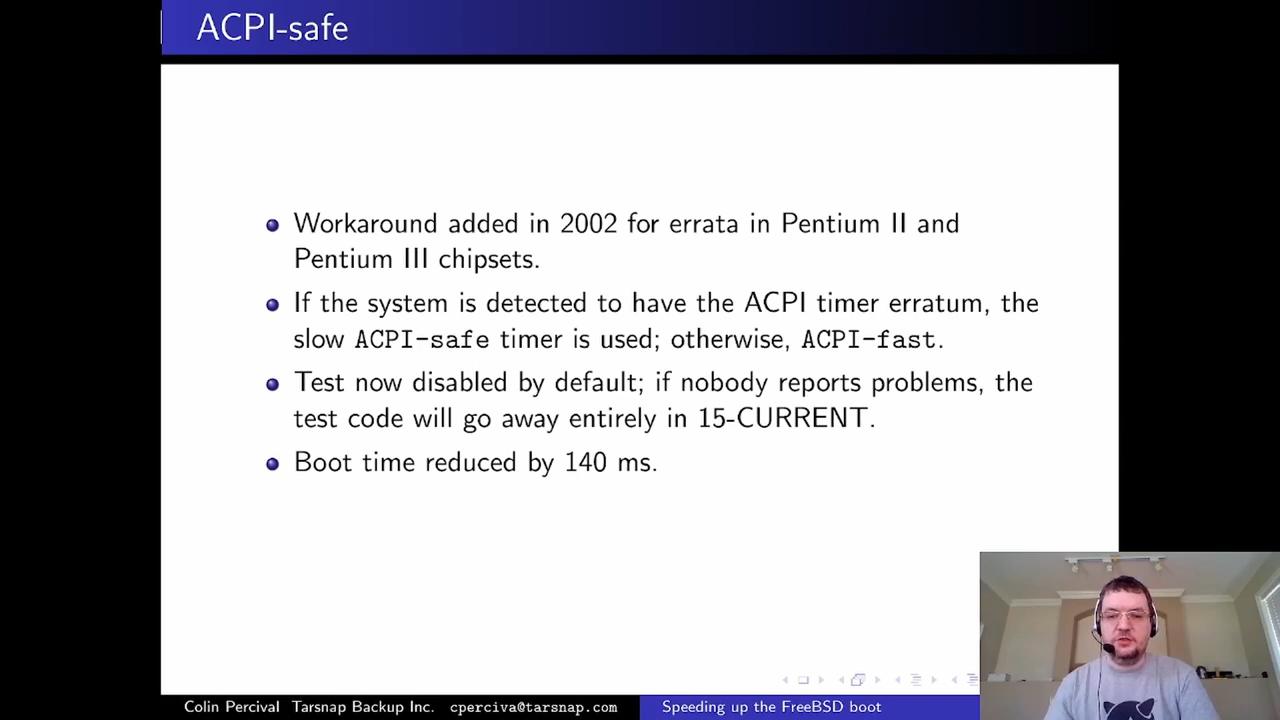 ACPI-safe
Workaround added in 2002 for errata in Pentium II and
Pentium III chipsets.
If the system is detected to have the ACPI timer erratum, the
slow ACPI-safe timer is used; otherwise, ACPI-fast.
Test now disabled by default; if nobody reports problems, the
test code will go away entirely in 15-CURRENT.
Boot time reduced by 140 ms.
Colin Percival Tarsnap Backup Inc. cperciva@tarsnap.com Speeding up the FreeBSD boot